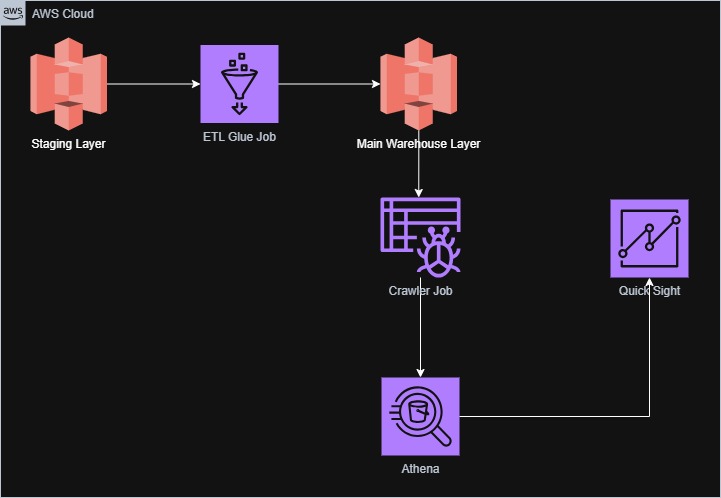 aws
AWS Cloud
Staging Layer
ETL Glue Job
Main Warehouse Layer
Crawler Job
Quick Sight
Athena